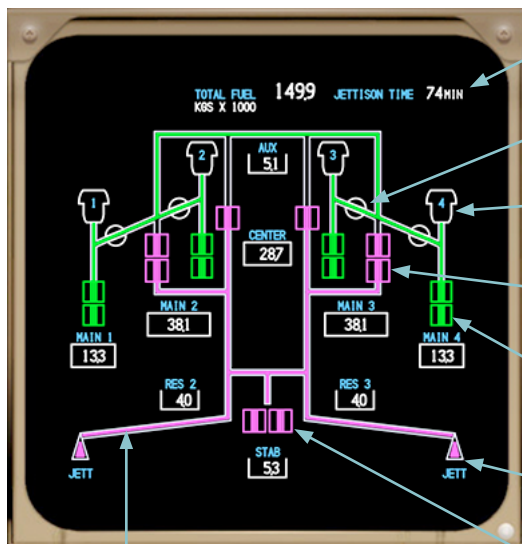 TOTAL FUEL 149.9 JETTISON TIME 74 MIN
KGS X 1000
2 AUX 3
5.1
1 4
CENTER
28.7
MAIN 2 MAIN 3
38.1 38.1
MAIN 1 MAIN 4
13.3 13.3
RES 2 RES 3
4.0 4.0
JETT STAB JETT
5.3